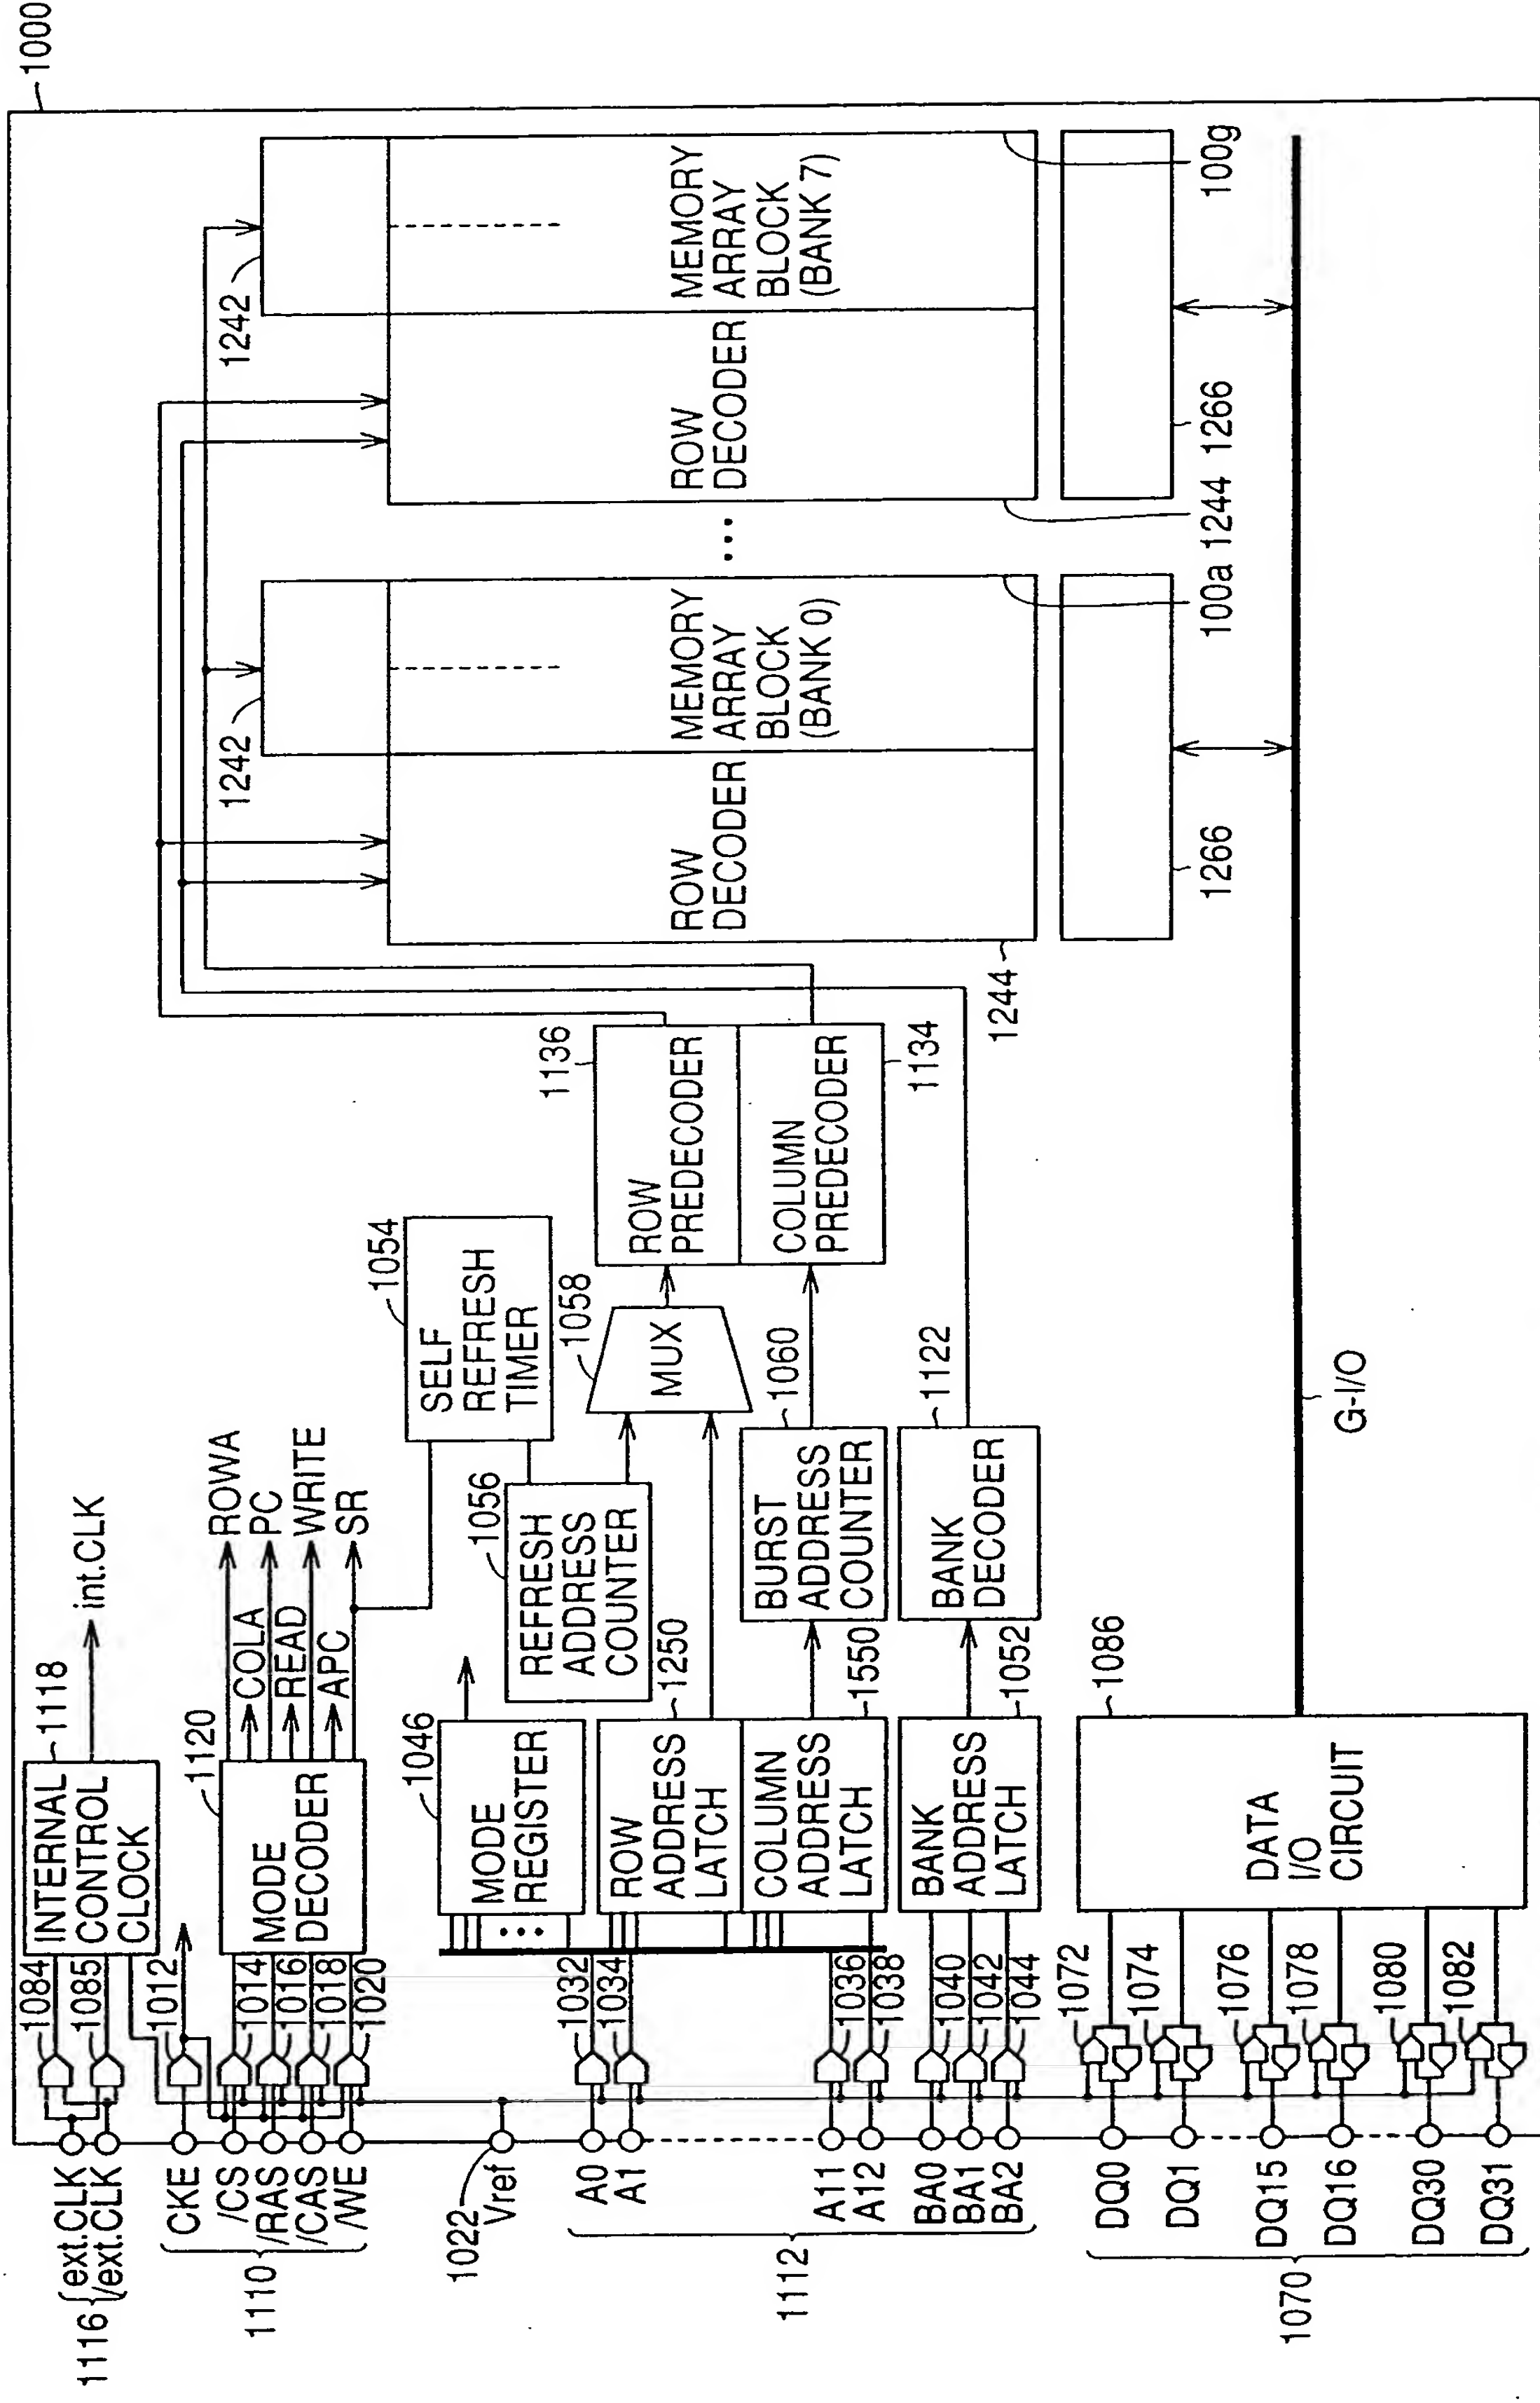 1000
1116
ext.CLK
/ext.CLK
1084
1085
INTERNAL
CONTROL
CLOCK
1118
int.CLK
1110
CKE
/CS
/RAS
/CAS
/WE
1012
1014
1016
1018
1020
MODE
DECODER
1120
ROWA
COLA
PC
READ
WRITE
APC
SR
1022
Vref
1054
SELF
REFRESH
TIMER
1056
REFRESH
ADDRESS
COUNTER
1046
MODE
REGISTER
1112
A0
A1
A11
A12
BA0
BA1
BA2
1032
1034
1036
1038
1040
1042
1044
ROW
ADDRESS
LATCH
1250
COLUMN
ADDRESS
LATCH
1550
BANK
ADDRESS
LATCH
1052
1058
MUX
BURST
ADDRESS
COUNTER
1060
BANK
DECODER
1122
ROW
PREDECODER
1136
COLUMN
PREDECODER
1134
1242
ROW
DECODER
MEMORY
ARRAY
BLOCK
(BANK 0)
1244
1266
100a
...
1242
ROW
DECODER
MEMORY
ARRAY
BLOCK
(BANK 7)
1244
1266
100g
1070
DQ0
DQ1
DQ15
DQ16
DQ30
DQ31
1072
1074
1076
1078
1080
1082
DATA
I/O
CIRCUIT
1086
G-I/O